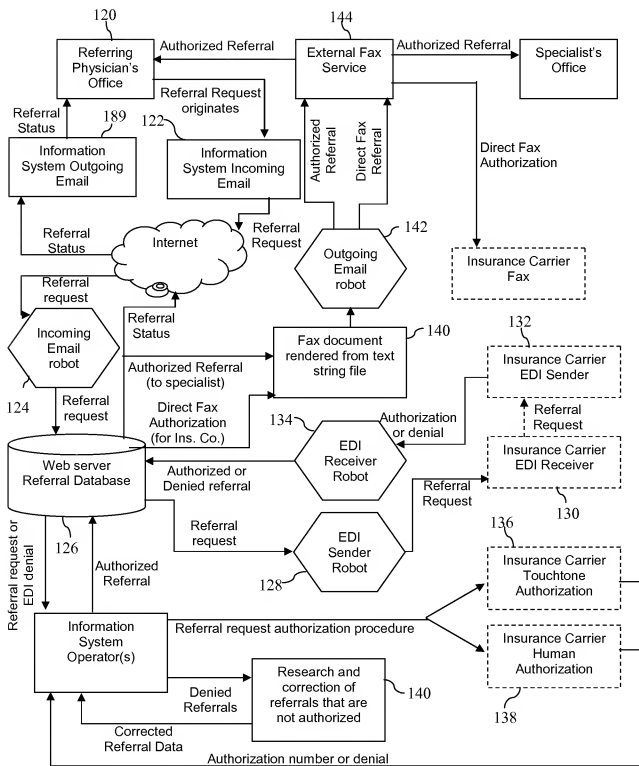 120
144
Referring
Physician's
Office
Authorized Referral
External Fax
Service
Authorized Referral
Specialist's
Office
Referral
Status
189
Referral Request
originates
122
Information
System Outgoing
Email
Information
System Incoming
Email
Authorized
Referral
Direct Fax
Referral
Direct Fax
Authorization
Referral
Status
Internet
Referral
Request
142
Outgoing
Email
robot
Insurance Carrier
Fax
Referral
request
Referral
Status
Incoming
Email
robot
124
140
Fax document
rendered from text
string file
132
Insurance Carrier
EDI Sender
Authorized Referral
(to specialist)
Referral
request
Direct Fax
Authorization
(for Ins. Co.)
134
Authorization
or denial
Referral
Request
EDI
Receiver
Robot
Web server
Referral Database
Authorized or
Denied referral
Insurance Carrier
EDI Receiver
Referral
Request
130
126
Referral
request
EDI
Sender
Robot
128
136
Referral request or
EDI denial
Authorized
Referral
Insurance Carrier
Touchtone
Authorization
Information
System
Operator(s)
Referral request authorization procedure
Insurance Carrier
Human
Authorization
138
Denied
Referrals
Research and
correction of
referrals that are
not authorized
140
Corrected
Referral Data
Authorization number or denial